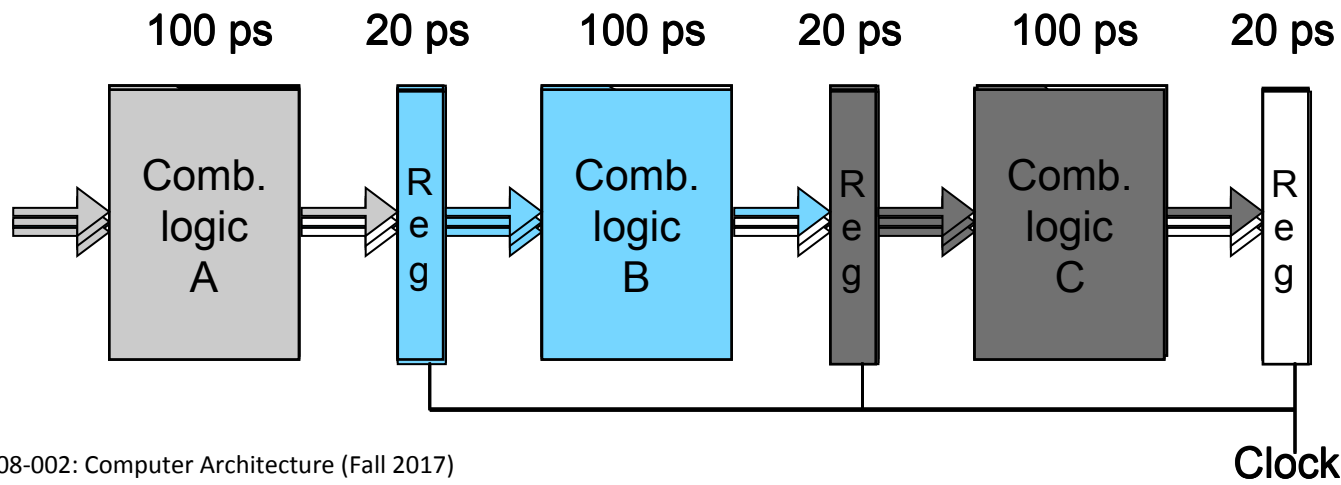 100 ps 20 ps 100 ps 20 ps 100 ps 20 ps
Comb.
logic
A
R
e
g
Comb.
logic
B
R
e
g
Comb.
logic
C
R
e
g
Clock
08-002: Computer Architecture (Fall 2017)